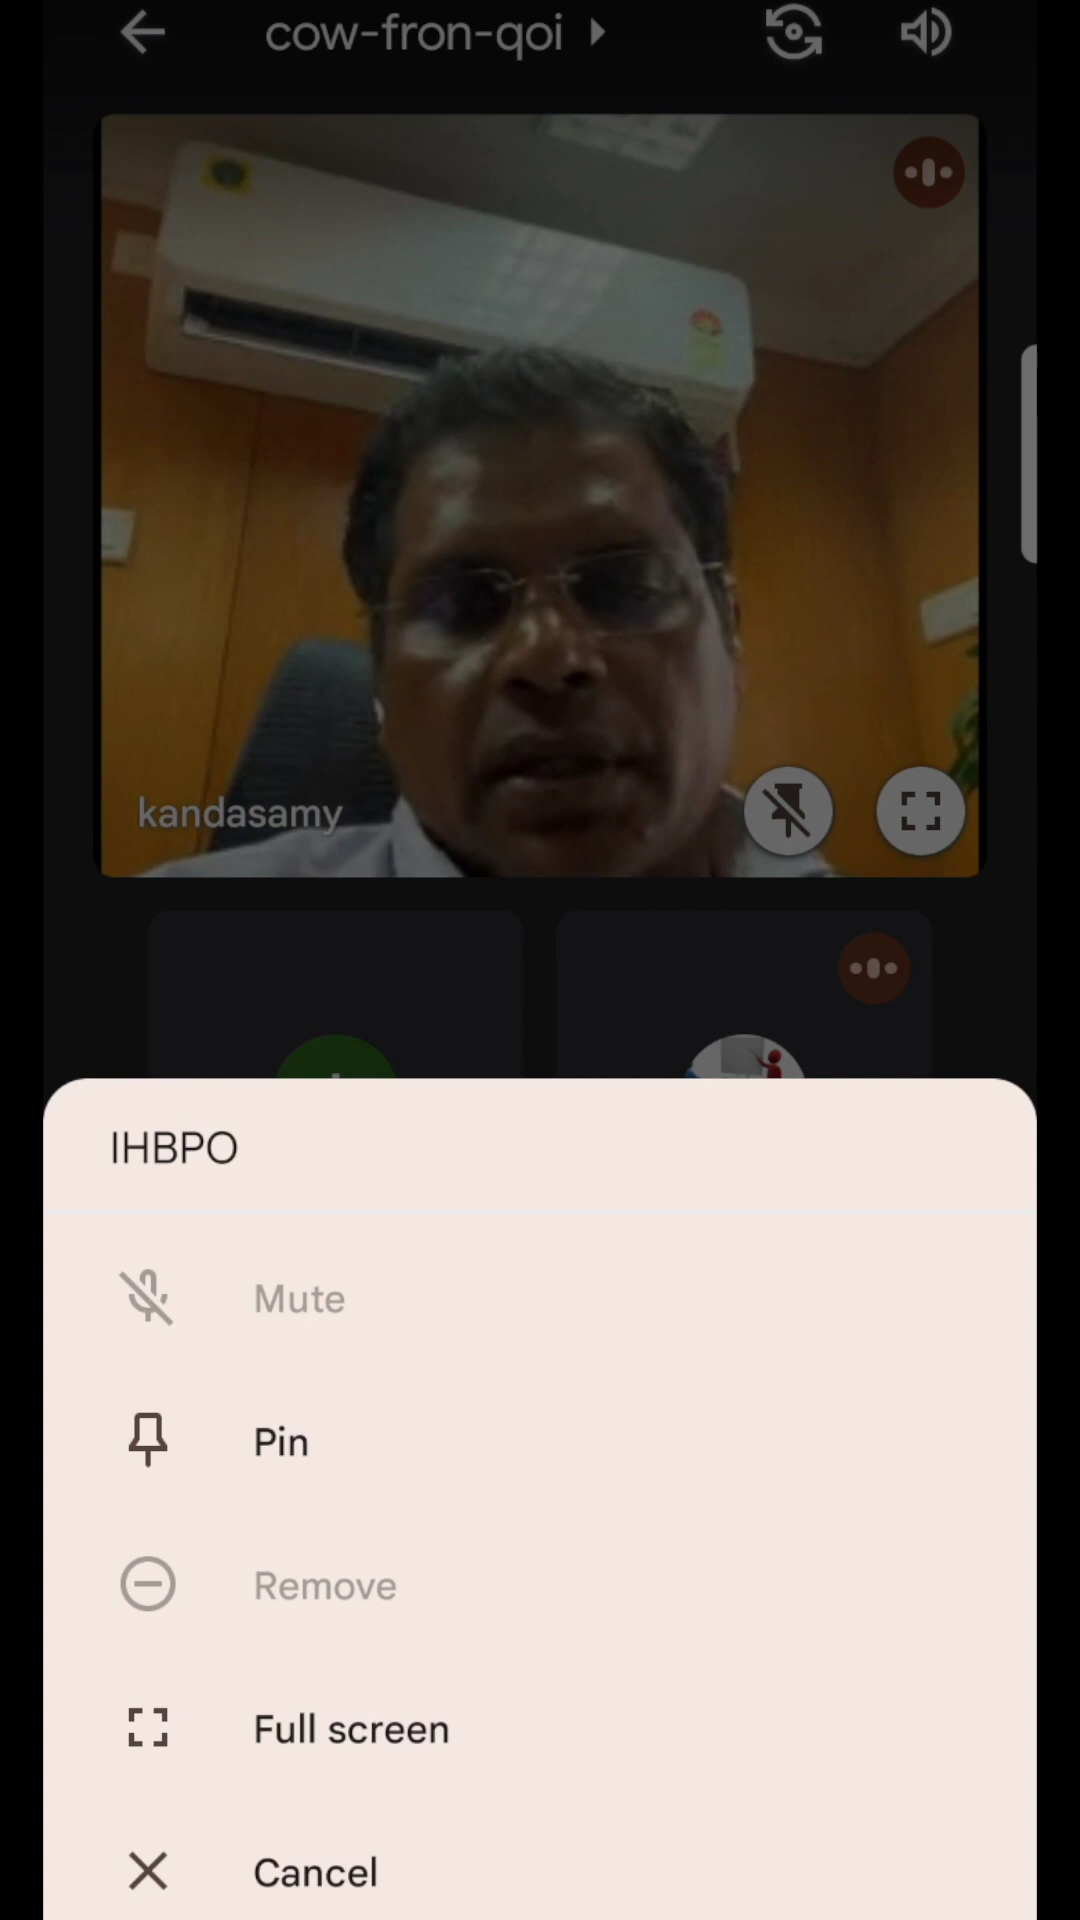 cow-fron-qoi
kandasamy
IHBPO
Mute
Pin
Remove
Full screen
Cancel